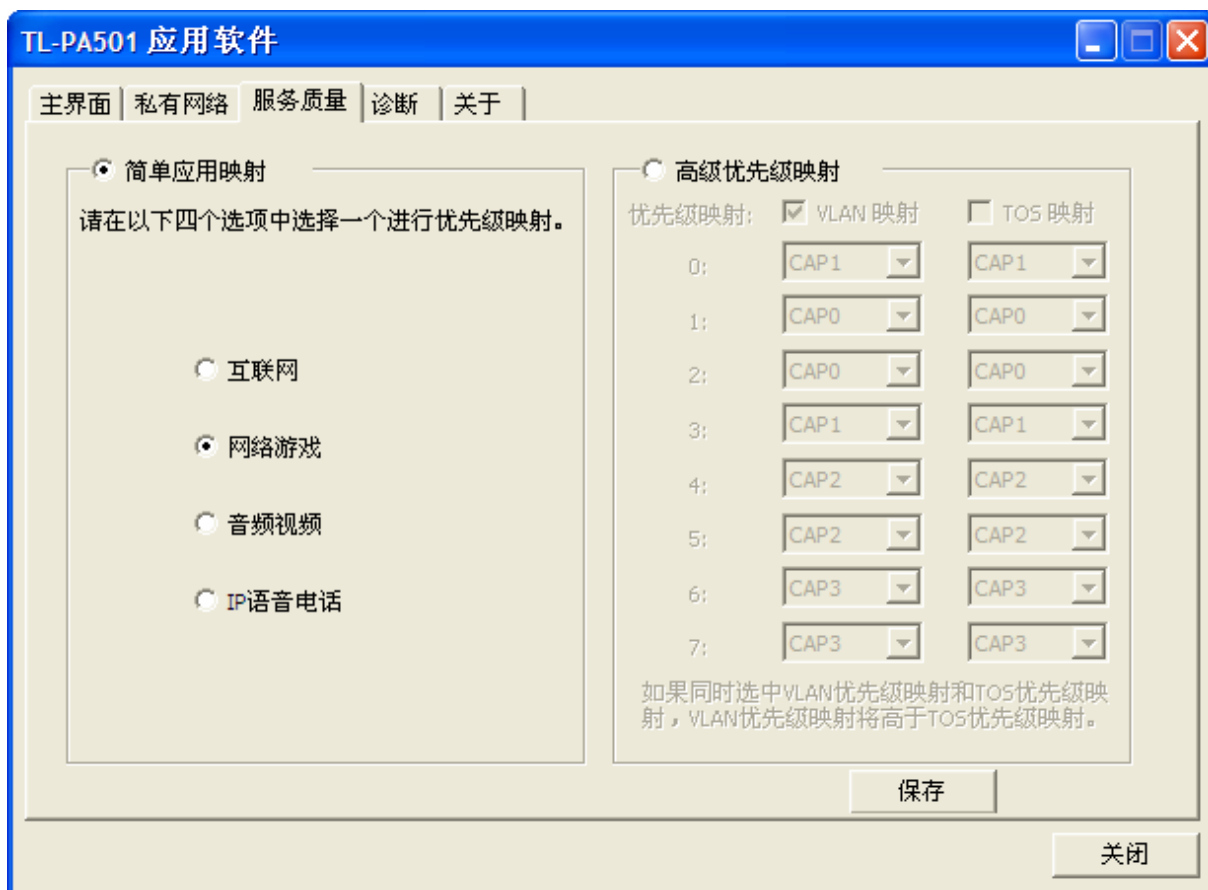 TL-PA501 应用软件
主界面 私有网络 服务质量 诊断 关于
简单应用映射
请在以下四个选项中选择一个进行优先级映射。
互联网
网络游戏
音频视频
IP语音电话
高级优先级映射
优先级映射: VLAN 映射 TOS 映射
0: CAP1 CAP1
1: CAP0 CAP0
2: CAP0 CAP0
3: CAP1 CAP1
4: CAP2 CAP2
5: CAP2 CAP2
6: CAP3 CAP3
7: CAP3 CAP3
如果同时选中VLAN优先级映射和TOS优先级映
射，VLAN优先级映射将高于TOS优先级映射。
保存
关闭